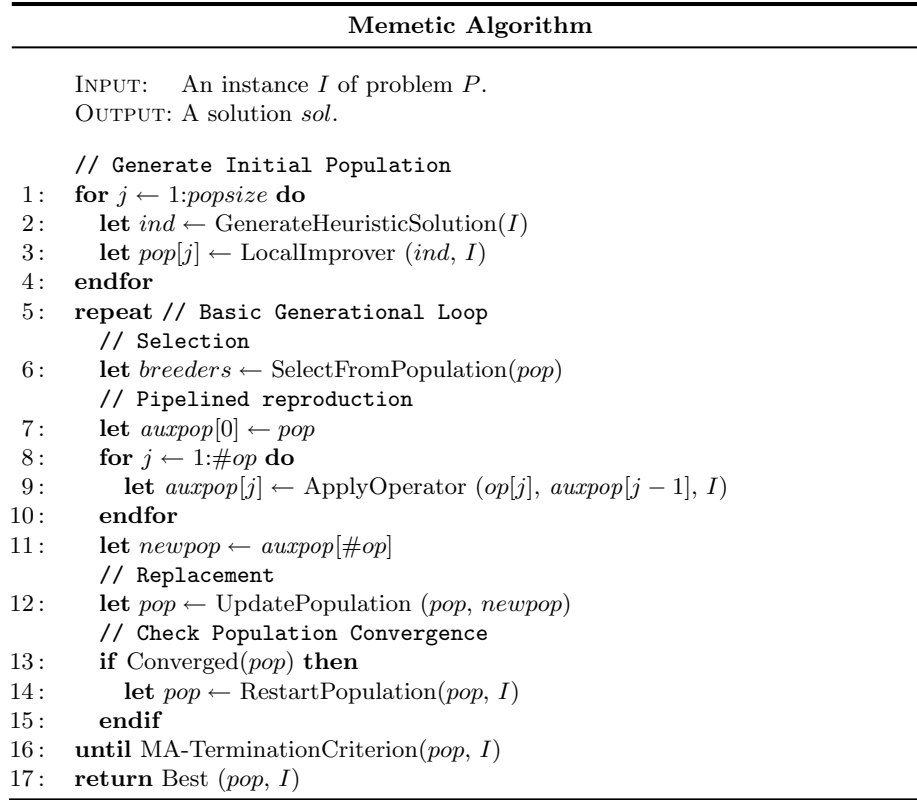 Memetic Algorithm
INPUT: An instance I of problem P.
OUTPUT: A solution sol.
// Generate Initial Population
1: for j ← 1:popsize do
2: let ind ← GenerateHeuristicSolution(I)
3: let pop[j] ← LocalImprover (ind, I)
4: endfor
5: repeat // Basic Generational Loop
// Selection
6: let breeders ← SelectFromPopulation(pop)
// Pipelined reproduction
7: let auxpop[0] ← pop
8: for j ← 1:#op do
9: let auxpop[j] ← ApplyOperator (op[j], auxpop[j − 1], I)
10: endfor
11: let newpop ← auxpop[#op]
// Replacement
12: let pop ← UpdatePopulation (pop, newpop)
// Check Population Convergence
13: if Converged(pop) then
14: let pop ← RestartPopulation(pop, I)
15: endif
16: until MA-TerminationCriterion(pop, I)
17: return Best (pop, I)